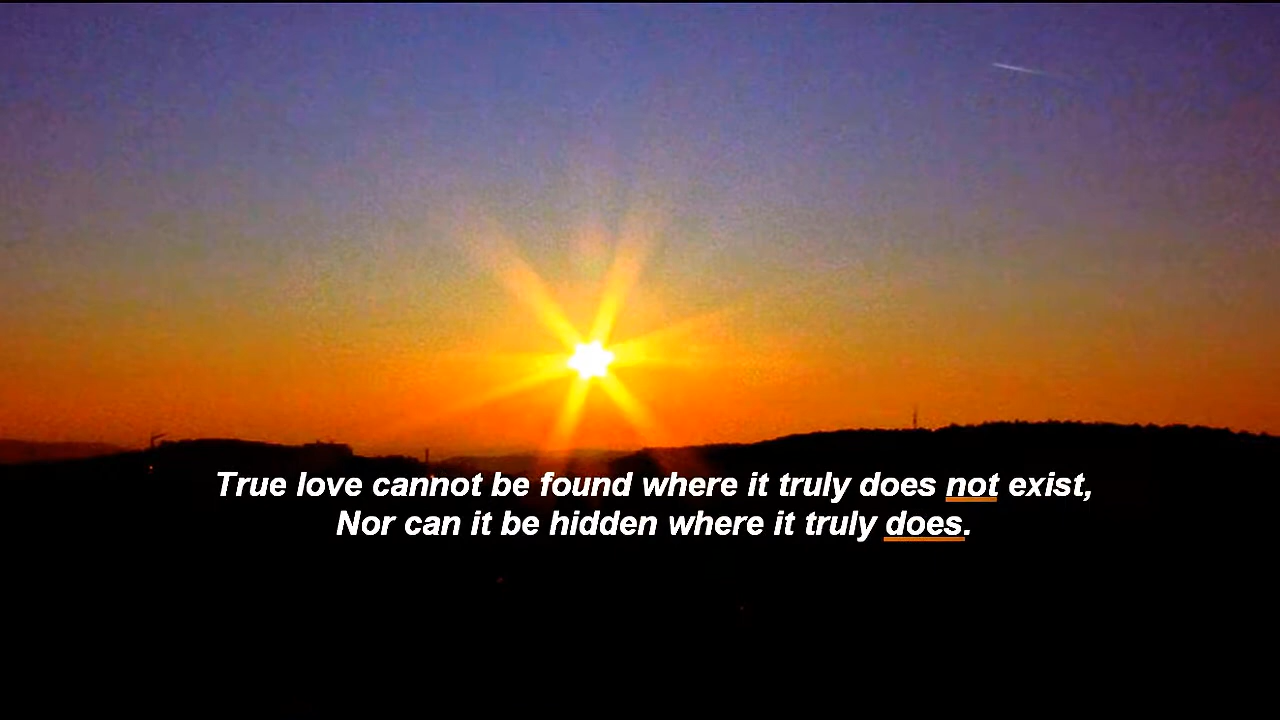 True love cannot be found where it truly does not exist,
Nor can it be hidden where it truly does.